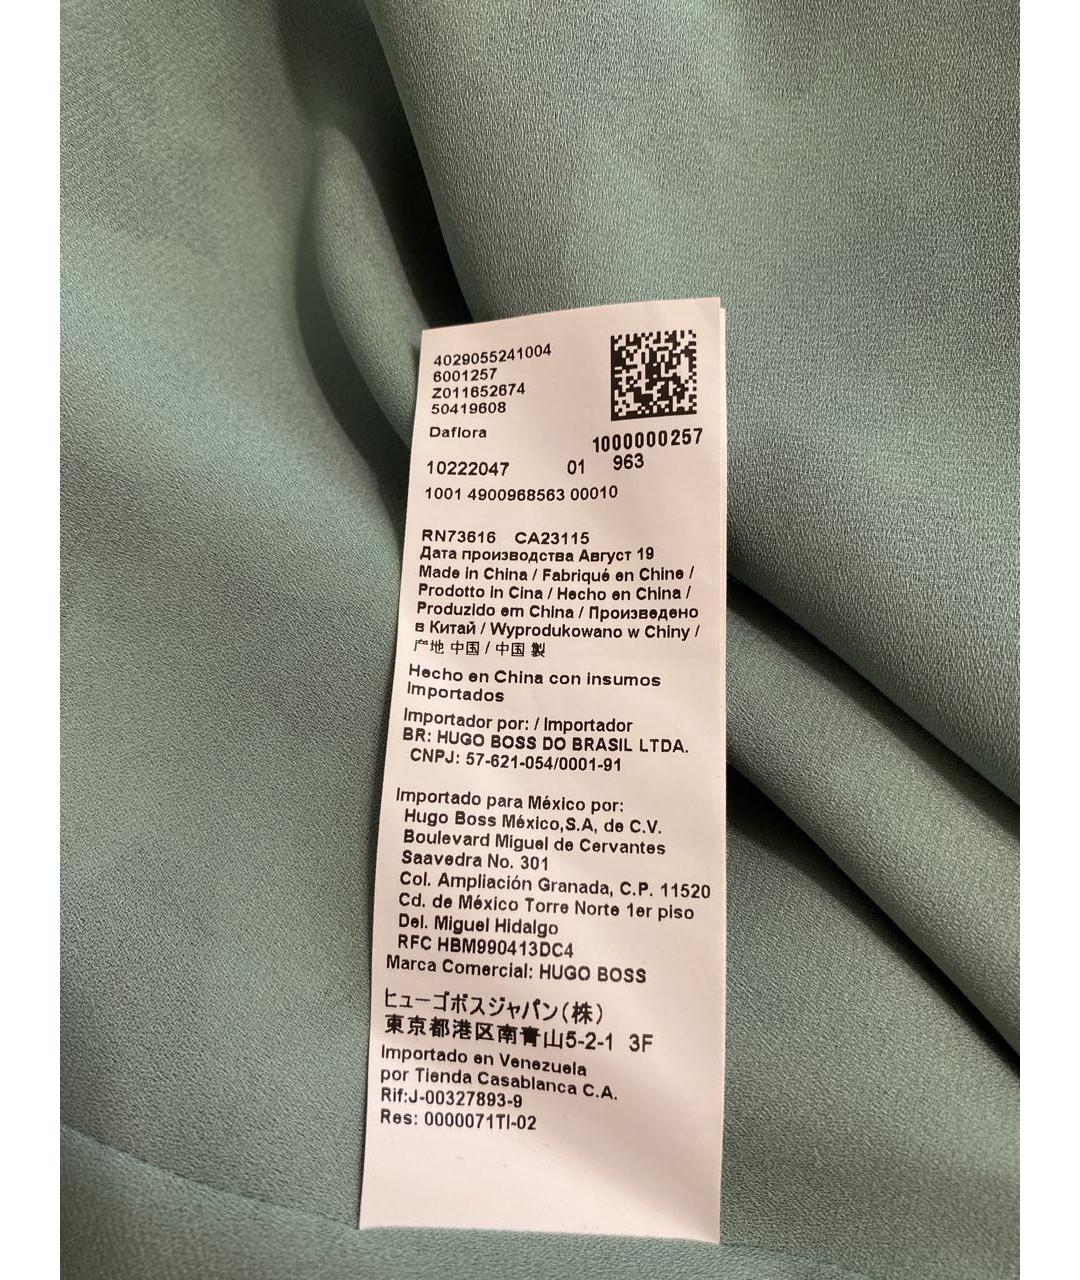 4029055241004
6001257
Z011652674
50419608
Daflora
1000000257
10222047 01 963
1001 4900968563 00010
RN73616 CA23115
Дата производства Август 19
Made in China / Fabriqué en Chine /
Prodotto in Cina / Hecho en China /
Produzido em China / Произведено
в Китай / Wyprodukowano w Chiny /
产地 中国 / 中国 製
Hecho en China con insumos
Importados
Importador por: / Importador
BR: HUGO BOSS DO BRASIL LTDA.
CNPJ: 57-621-054/0001-91
Importado para México por:
Hugo Boss México,S.A, de C.V.
Boulevard Miguel de Cervantes
Saavedra No. 301
Col. Ampliación Granada, C.P. 11520
Cd. de México Torre Norte 1er piso
Del. Miguel Hidalgo
RFC HBM990413DC4
Marca Comercial: HUGO BOSS
ヒューゴボスジャパン(株)
東京都港区南青山5-2-1 3F
Importado en Venezuela
por Tienda Casablanca C.A.
Rif:J-00327893-9
Res: 0000071TI-02